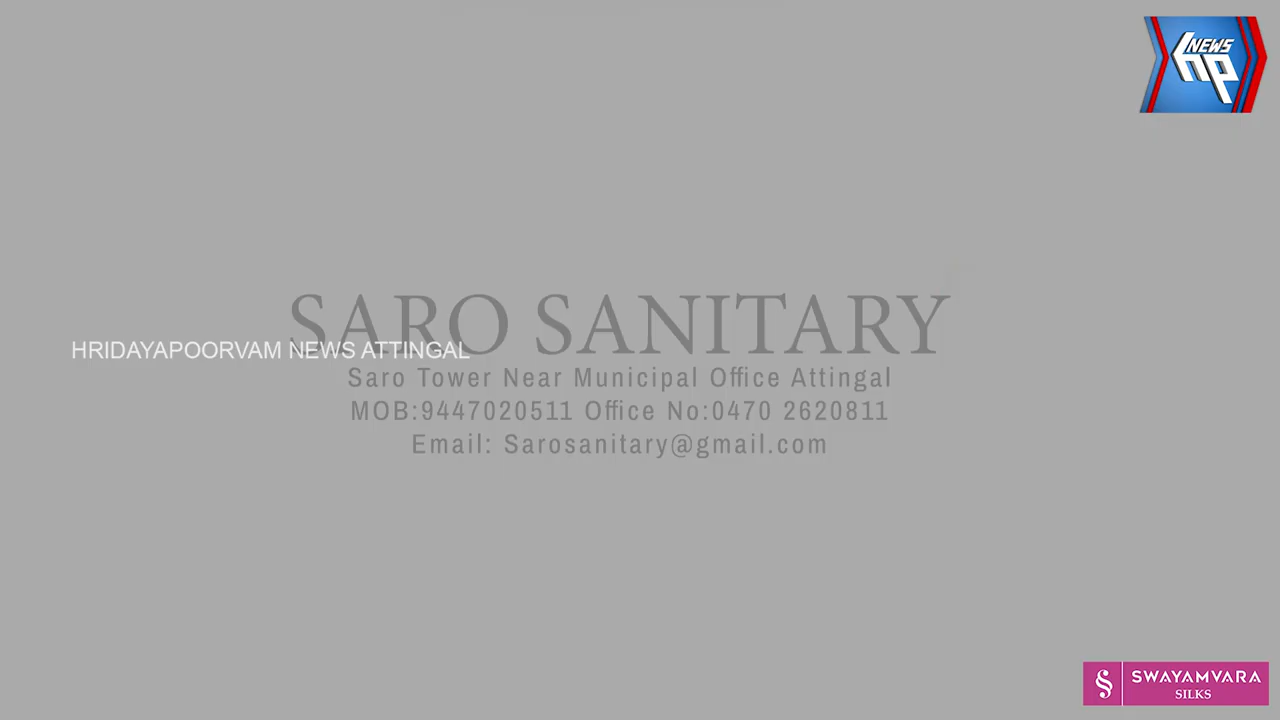 NEWS
hp
SARO SANITARY
HRIDAYAPOORVAM NEWS ATTINGAL
Saro Tower Near Municipal Office Attingal
MOB:9447020511 Office No:0470 2620811
Email: Sarosanitary@gmail.com
SWAYAMVARA
SILKS